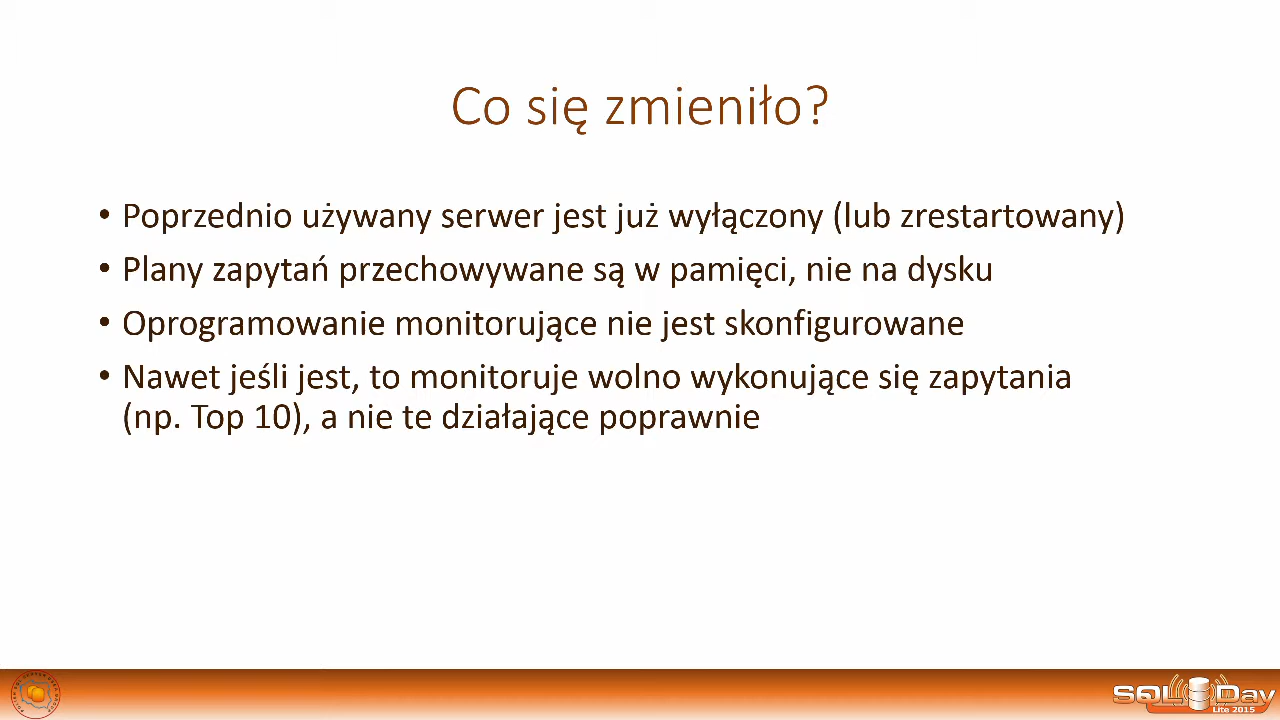 Co się zmieniło?
• Poprzednio używany serwer jest już wyłączony (lub zrestartowany)
• Plany zapytań przechowywane są w pamięci, nie na dysku
• Oprogramowanie monitorujące nie jest skonfigurowane
• Nawet jeśli jest, to monitoruje wolno wykonujące się zapytania
(np. Top 10), a nie te działające poprawnie
SQL Day
Lite 2015